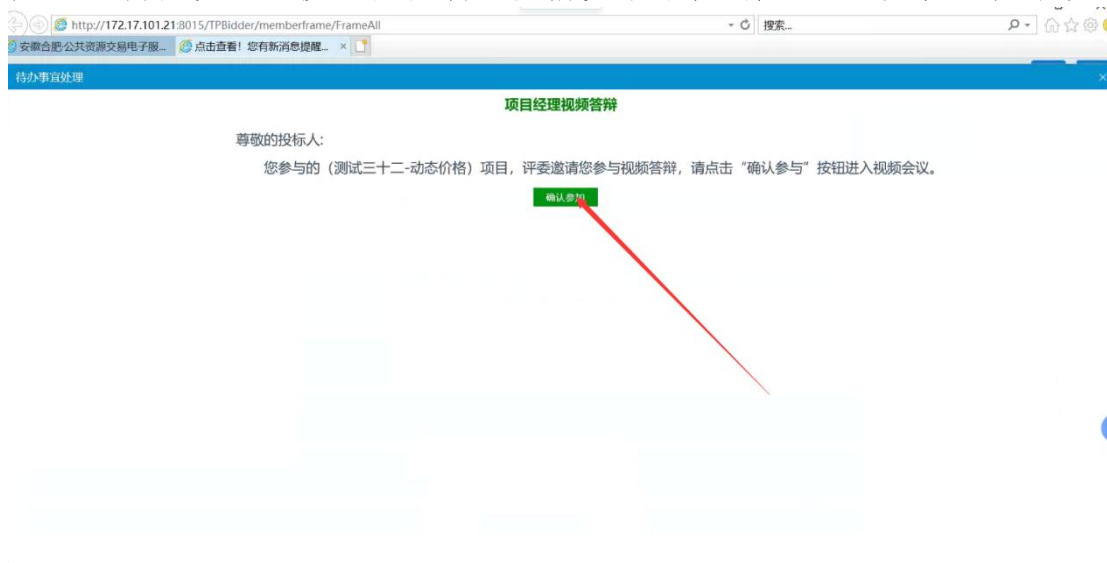 http://172.17.101.21:8015/TPBidder/memberframe/FrameAll
搜索...
安徽合肥公共资源交易电子服...
点击查看！您有新消息提醒...
待办事宜处理
项目经理视频答辩
尊敬的投标人:
您参与的（测试三十二-动态价格）项目，评委邀请您参与视频答辩，请点击“确认参与”按钮进入视频会议。
确认参加